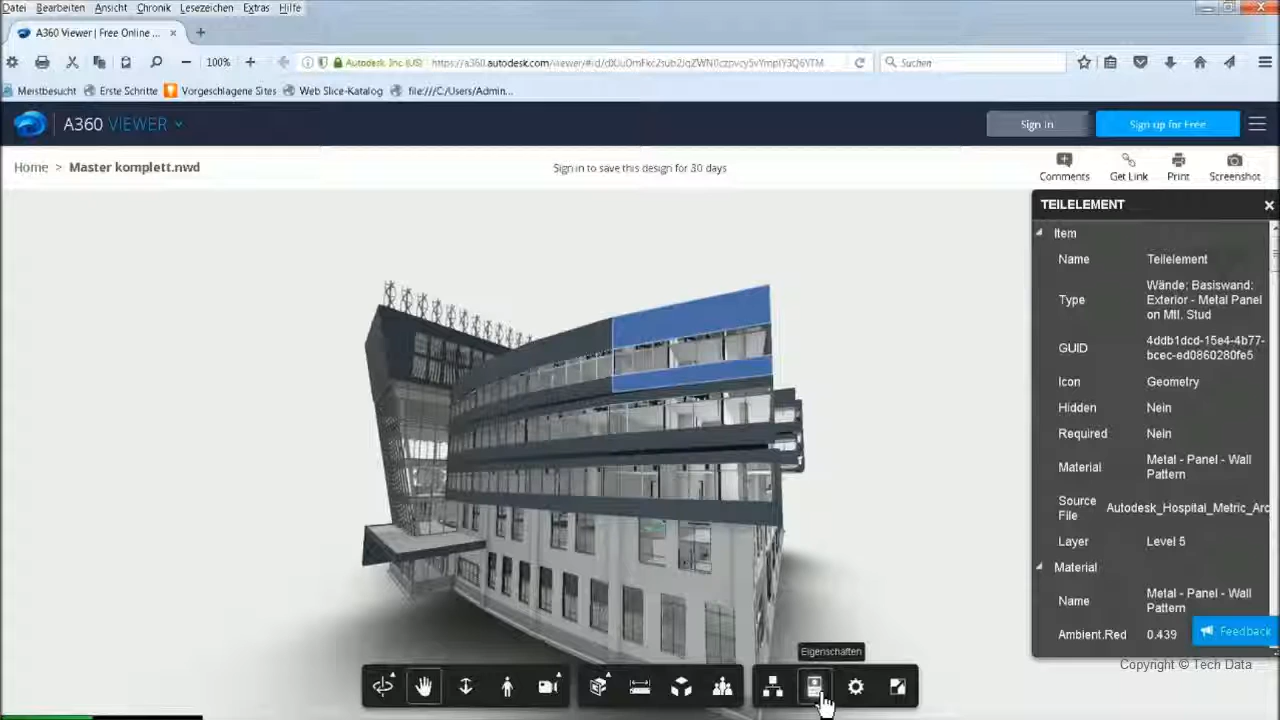 Datei Bearbeiten Ansicht Chronik Lesezeichen Extras Hilfe
A360 Viewer | Free Online ...
100%
Autodesk, Inc (US)
Suchen
Meistbesucht Erste Schritte Vorgeschlagene Sites Web Slice-Katalog file:///C:/Users/Admin...
A360 VIEWER
Sign In
Sign up for Free
Home > Master komplett.nwd
Sign in to save this design for 30 days
Comments Get Link Print Screenshot
TEILELEMENT
Item
Name Teilelement
Type Wände: Basiswand:
Exterior - Metal Panel
on Mtl. Stud
GUID 4ddb1dcd-15e4-4b77-
bcec-ed0860280fe5
Icon Geometry
Hidden Nein
Required Nein
Material Metal - Panel - Wall
Pattern
Source
File Autodesk_Hospital_Metric_Arc
Layer Level 5
Material
Name Metal - Panel - Wall
Pattern
Ambient.Red 0.439
Feedback
Eigenschaften
Copyright © Tech Data